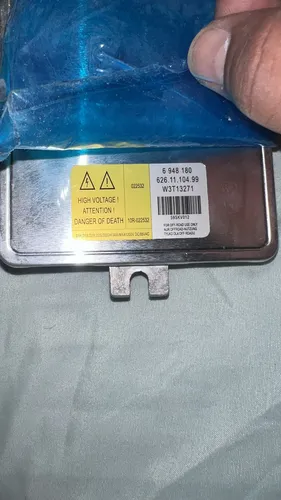 022532
HIGH VOLTAGE !
ATTENTION !
DANGER OF DEATH
10R-022532
6 948 180
626.11.104.99
W3T13271
FOR OFF-ROAD USE ONLY